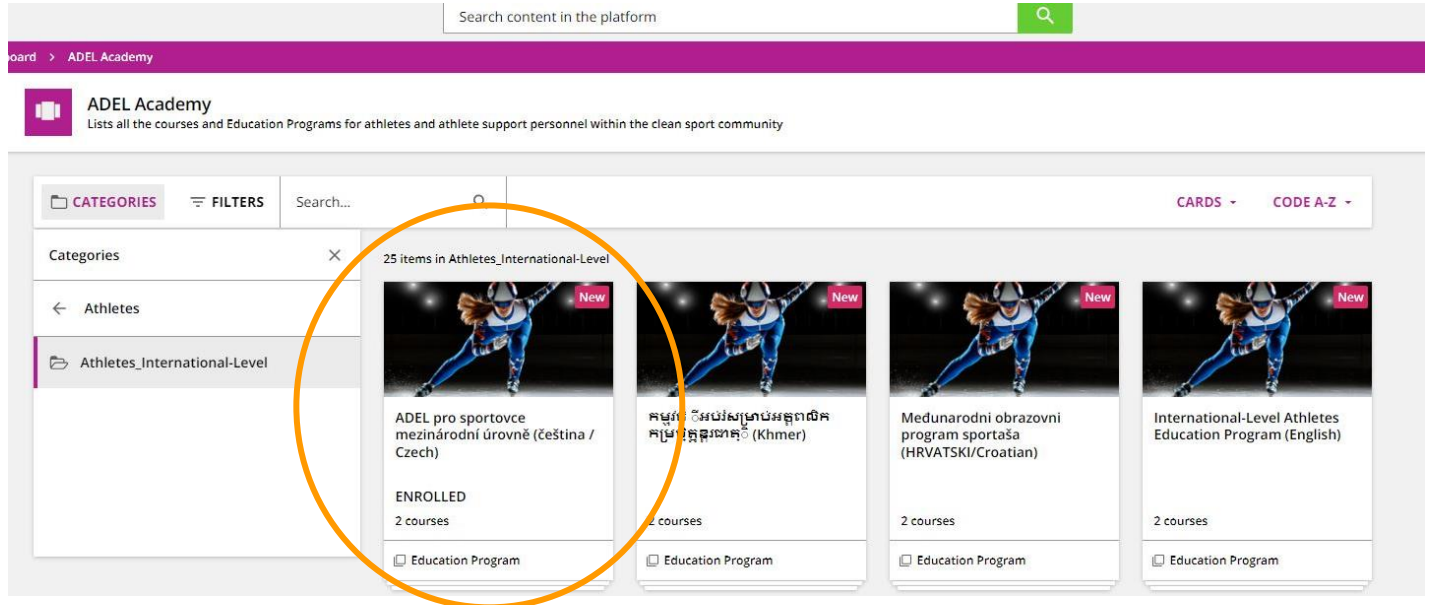 Search content in the platform
oard > ADEL Academy
ADEL Academy
Lists all the courses and Education Programs for athletes and athlete support personnel within the clean sport community
CATEGORIES FILTERS Search... CARDS CODE A-Z
Categories
Athletes
Athletes_International-Level
25 items in Athletes_International-Level
New
ADEL pro sportovce
mezinárodní úrovně (čeština /
Czech)
ENROLLED
2 courses
Education Program
New
(Khmer)
2 courses
Education Program
New
Međunarodni obrazovni
program sportaša
(HRVATSKI/Croatian)
2 courses
Education Program
New
International-Level Athletes
Education Program (English)
2 courses
Education Program